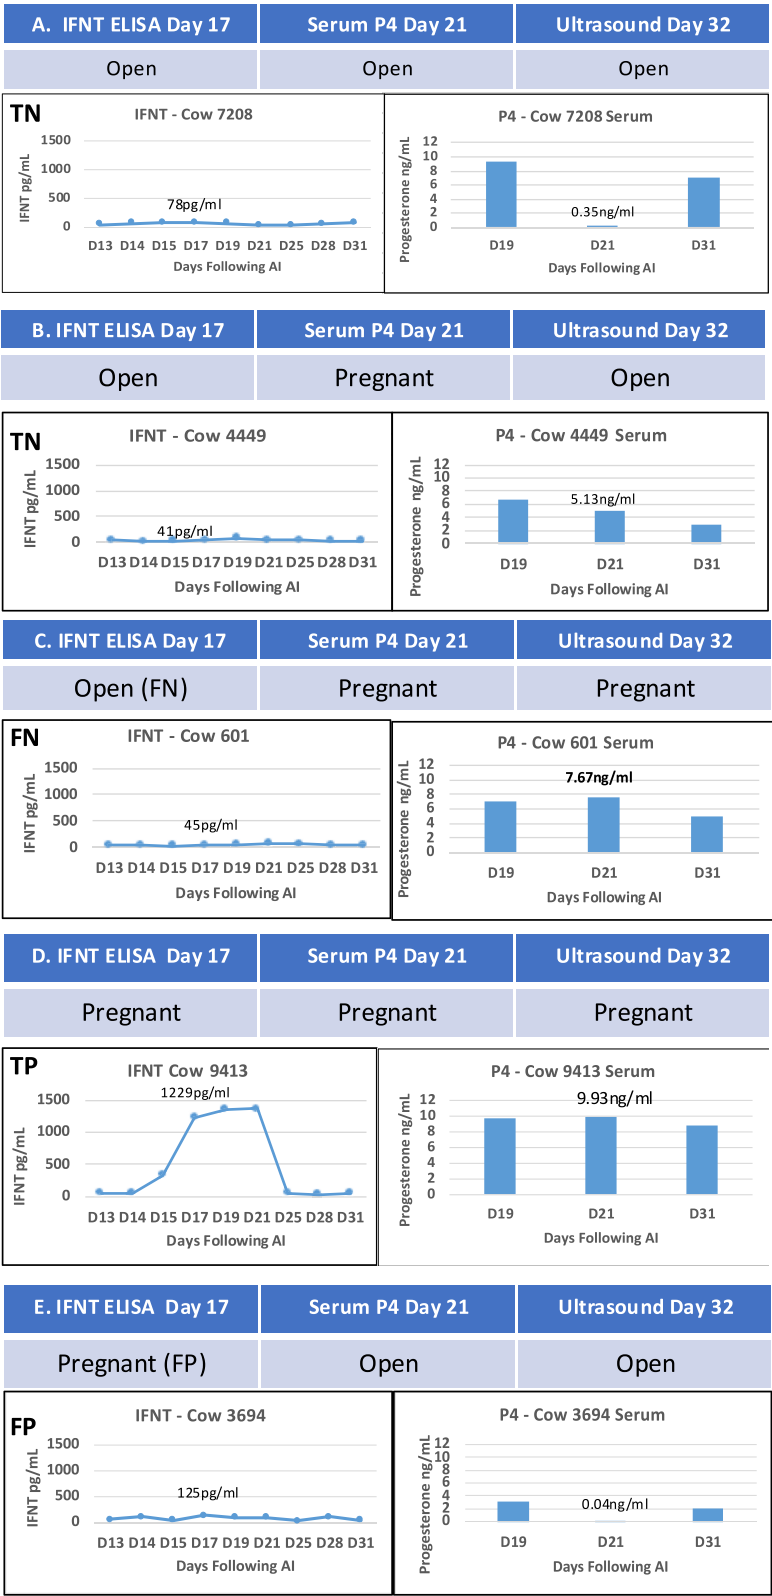 A. IFNT ELISA Day 17 Serum P4 Day 21 Ultrasound Day 32
Open Open Open
TN
IFNT - Cow 7208
IFNT pg/mL
1500
1000
500
0
78pg/ml
D13 D14 D15 D17 D19 D21 D25 D28 D31
Days Following AI
P4 - Cow 7208 Serum
Progesterone ng/mL
12
10
8
6
4
2
0
0.35ng/ml
D19 D21 D31
Days Following AI
B. IFNT ELISA Day 17 Serum P4 Day 21 Ultrasound Day 32
Open Pregnant Open
TN
IFNT - Cow 4449
IFNT pg/mL
1500
1000
500
0
41pg/ml
D13 D14 D15 D17 D19 D21 D25 D28 D31
Days Following AI
P4 - Cow 4449 Serum
Progesterone ng/mL
12
10
8
6
4
2
0
5.13ng/ml
D19 D21 D31
Days Following AI
C. IFNT ELISA Day 17 Serum P4 Day 21 Ultrasound Day 32
Open (FN) Pregnant Pregnant
FN
IFNT - Cow 601
IFNT pg/mL
1500
1000
500
0
45pg/ml
D13 D14 D15 D17 D19 D21 D25 D28 D31
Days Following AI
P4 - Cow 601 Serum
Progesterone ng/mL
12
10
8
6
4
2
0
7.67ng/ml
D19 D21 D31
Days Following AI
D. IFNT ELISA Day 17 Serum P4 Day 21 Ultrasound Day 32
Pregnant Pregnant Pregnant
TP
IFNT Cow 9413
IFNT pg/mL
1500
1000
500
0
1229pg/ml
D13 D14 D15 D17 D19 D21 D25 D28 D31
Days Following AI
P4 - Cow 9413 Serum
Progesterone ng/mL
12
10
8
6
4
2
0
9.93ng/ml
D19 D21 D31
Days Following AI
E. IFNT ELISA Day 17 Serum P4 Day 21 Ultrasound Day 32
Pregnant (FP) Open Open
FP
IFNT - Cow 3694
IFNT pg/mL
1500
1000
500
0
125pg/ml
D13 D14 D15 D17 D19 D21 D25 D28 D31
Days Following AI
P4 - Cow 3694 Serum
Progesterone ng/mL
12
10
8
6
4
2
0
0.04ng/ml
D19 D21 D31
Days Following AI